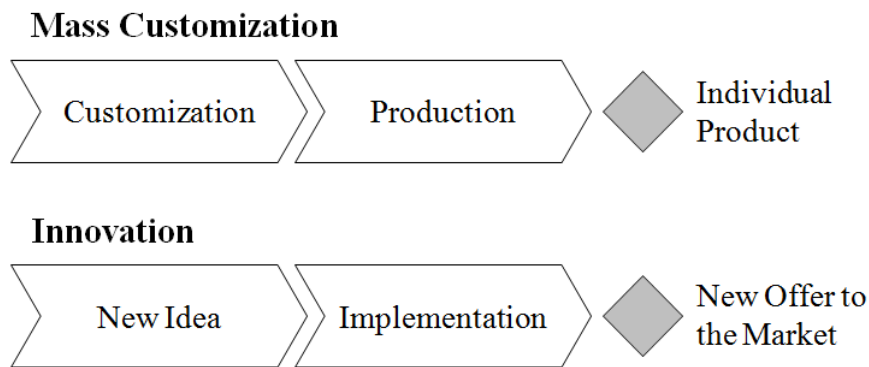 Mass Customization
Customization
Production
Individual
Product
Innovation
New Idea
Implementation
New Offer to
the Market